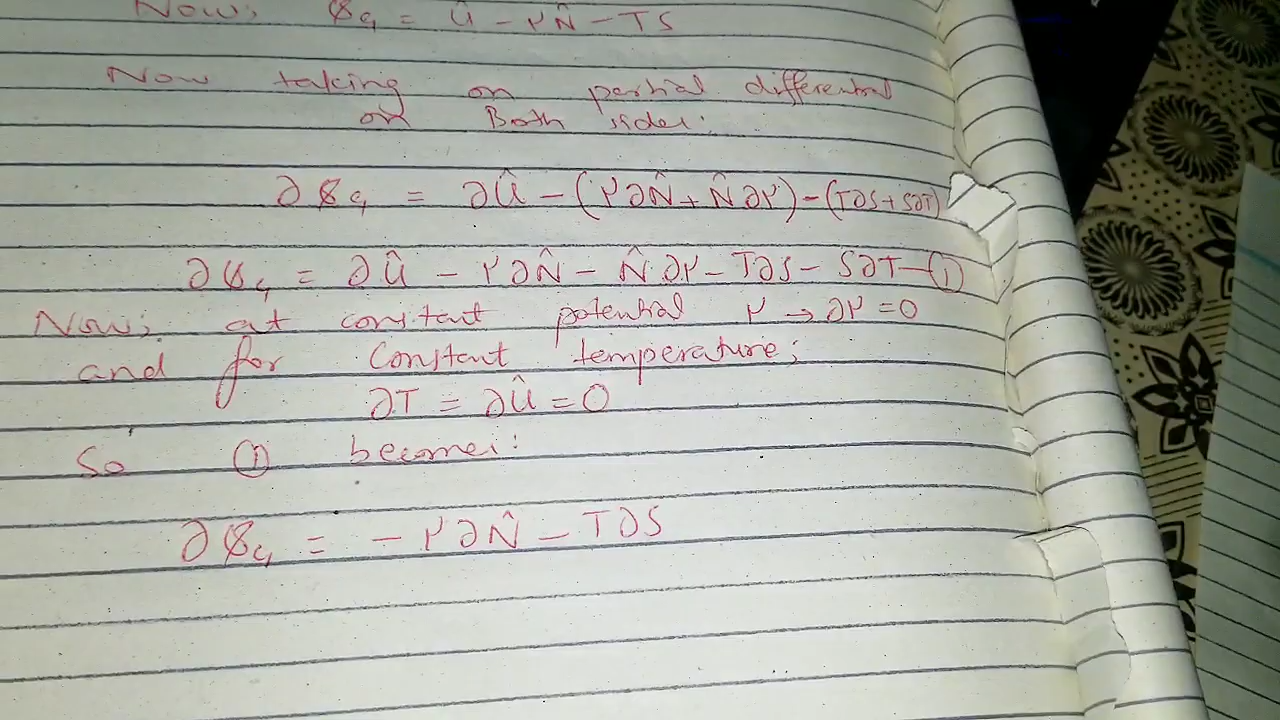 Now; Φ_G = Û - μN̂ - TS
Now taking on partial differential
on Both sides:
∂Φ_G = ∂Û - (μ∂N̂ + N̂∂μ) - (T∂S + S∂T)
∂Φ_G = ∂Û - μ∂N̂ - N̂∂μ - T∂S - S∂T —①
Now; at constant potential μ → ∂μ = 0
and for Constant temperature;
∂T = ∂Û = 0
So ① becomes:
∂Φ_G = - μ∂N̂ - T∂S